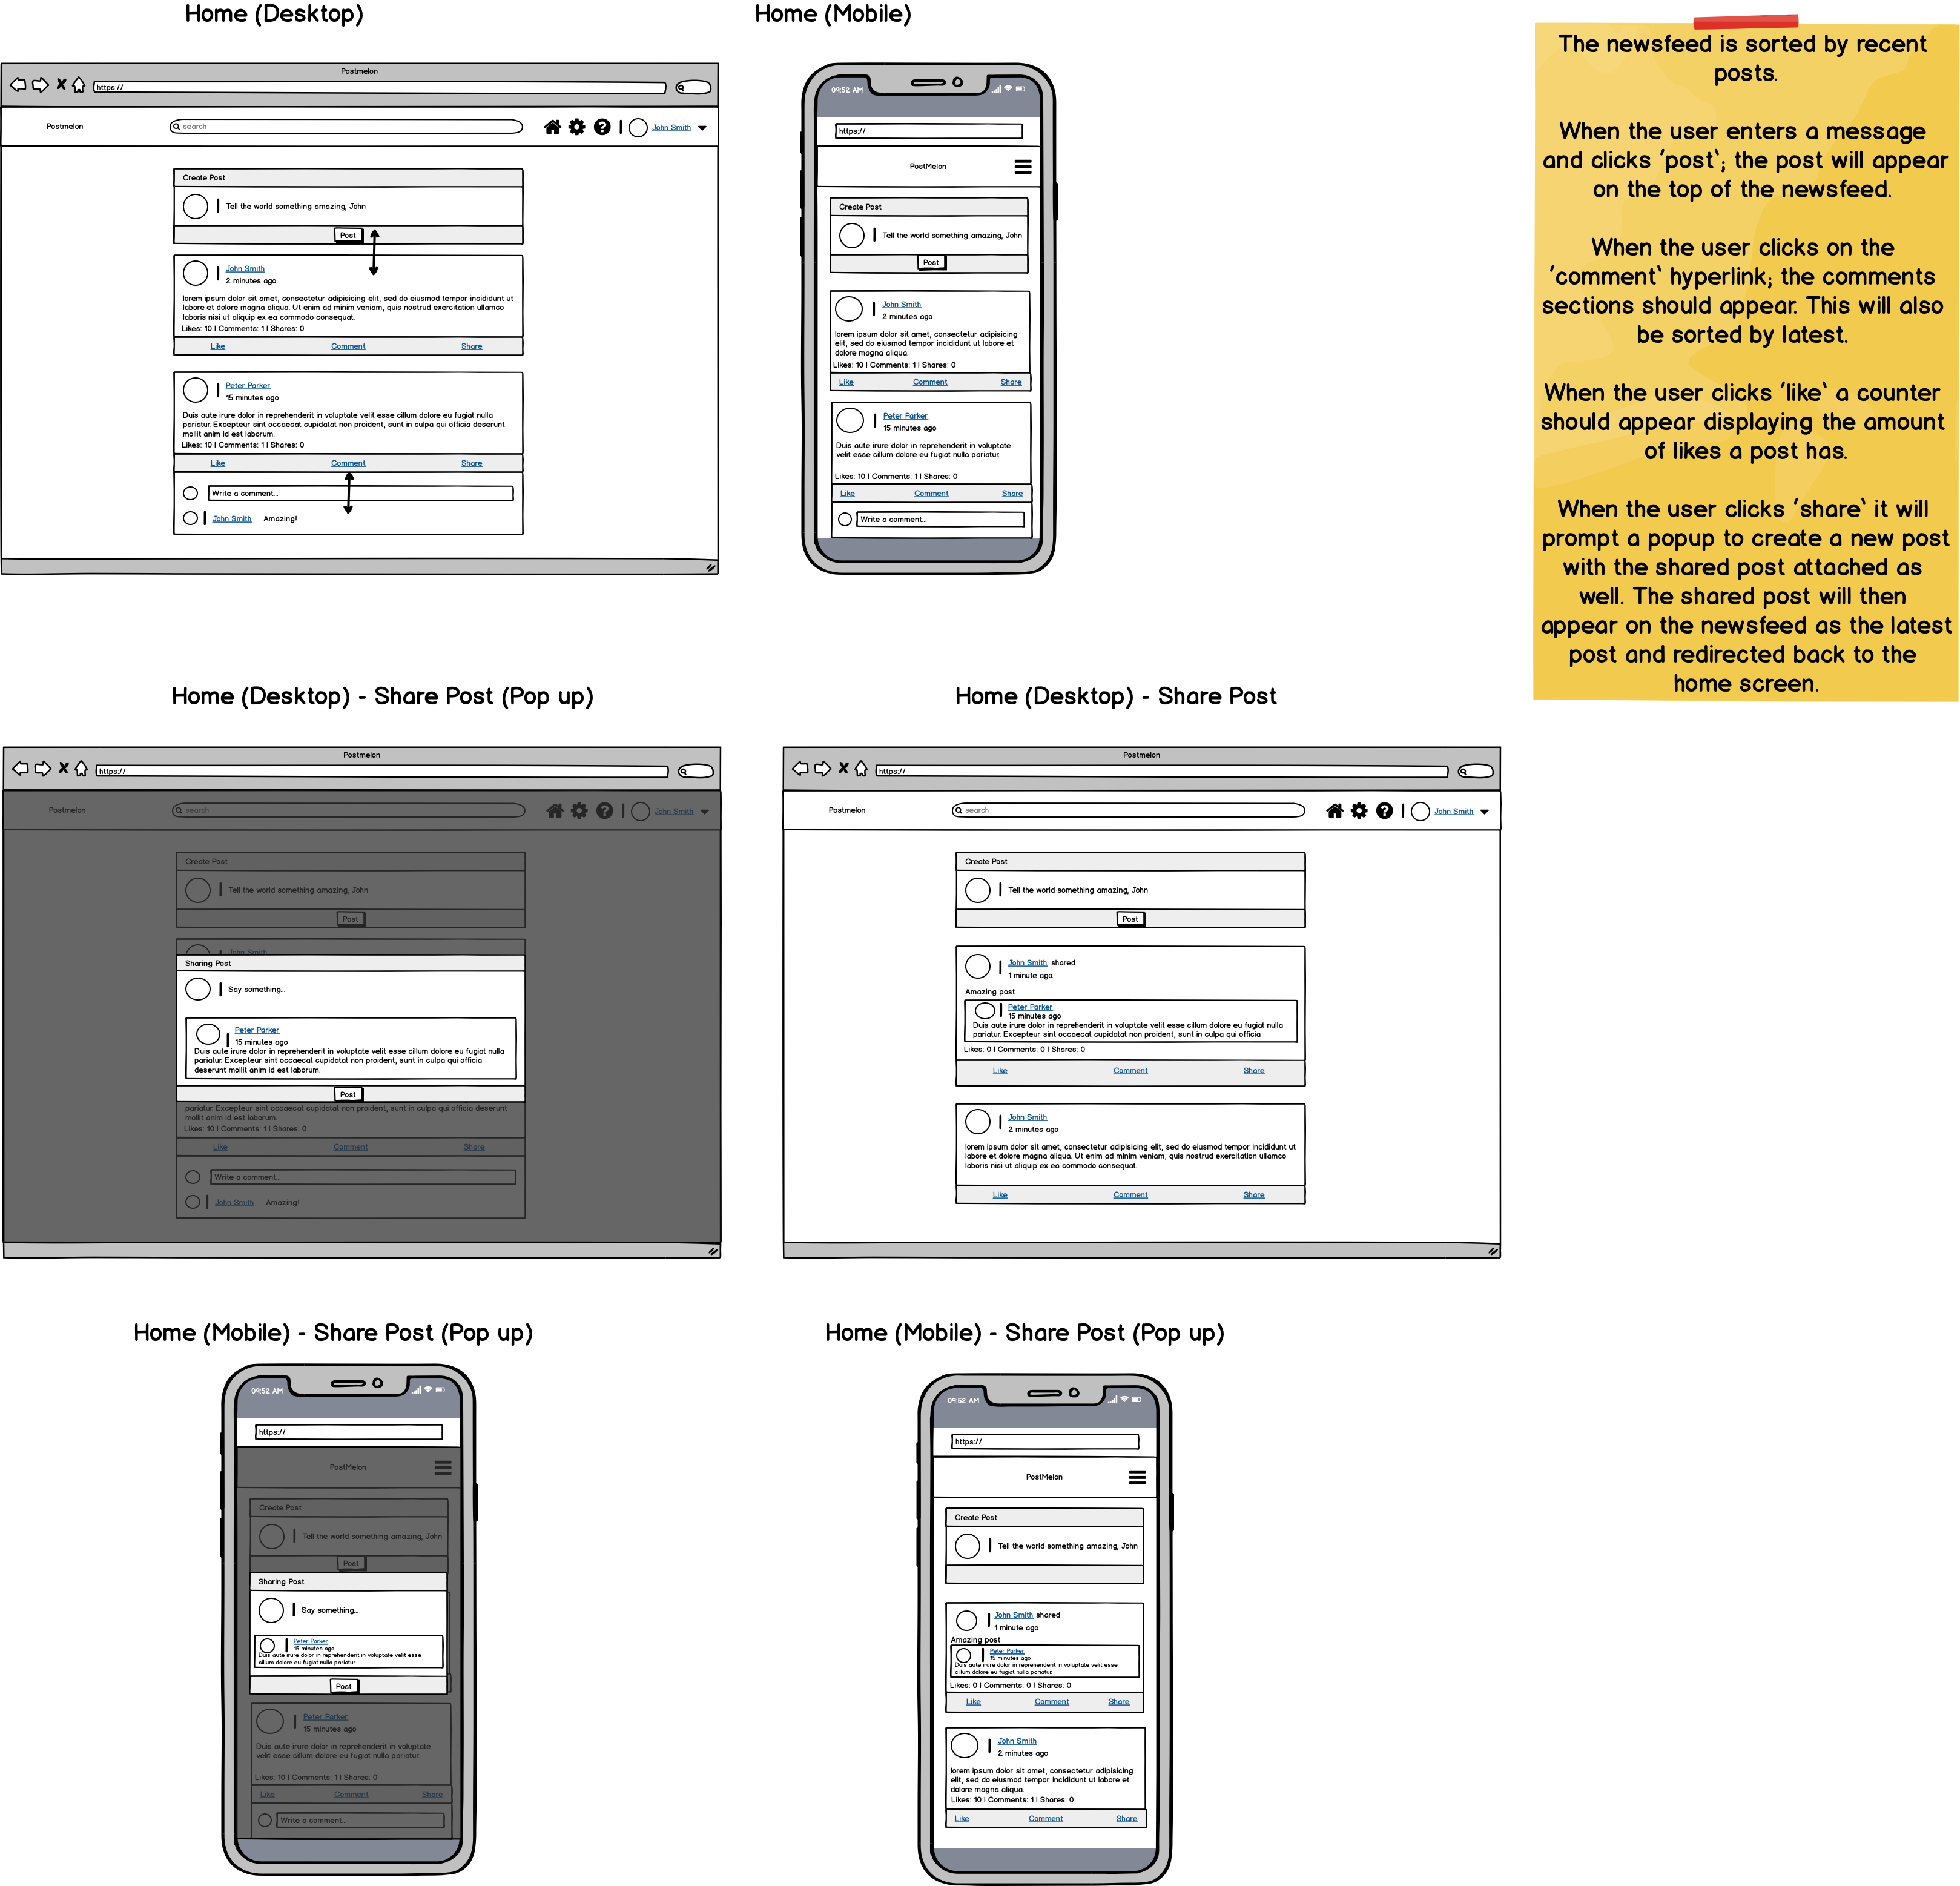 Home (Desktop)
Postmelon
https://
Postmelon
search
John Smith
Create Post
Tell the world something amazing, John
Post
John Smith
2 minutes ago
lorem ipsum dolor sit amet, consectetur adipisicing elit, sed do eiusmod tempor incididunt ut
labore et dolore magna aliqua. Ut enim ad minim veniam, quis nostrud exercitation ullamco
laboris nisi ut aliquip ex ea commodo consequat.
Likes: 10 | Comments: 1 | Shares: 0
Like Comment Share
Peter Parker
15 minutes ago
Duis aute irure dolor in reprehenderit in voluptate velit esse cillum dolore eu fugiat nulla
pariatur. Excepteur sint occaecat cupidatat non proident, sunt in culpa qui officia deserunt
mollit anim id est laborum.
Likes: 10 | Comments: 1 | Shares: 0
Like Comment Share
Write a comment...
John Smith Amazing!
Home (Mobile)
09:52 AM
https://
PostMelon
Create Post
Tell the world something amazing, John
Post
John Smith
2 minutes ago
lorem ipsum dolor sit amet, consectetur adipisicing
elit, sed do eiusmod tempor incididunt ut labore et
dolore magna aliqua.
Likes: 10 | Comments: 1 | Shares: 0
Like Comment Share
Peter Parker
15 minutes ago
Duis aute irure dolor in reprehenderit in voluptate
velit esse cillum dolore eu fugiat nulla pariatur.
Likes: 10 | Comments: 1 | Shares: 0
Like Comment Share
Write a comment...
The newsfeed is sorted by recent
posts.
When the user enters a message
and clicks 'post'; the post will appear
on the top of the newsfeed.
When the user clicks on the
'comment' hyperlink; the comments
sections should appear. This will also
be sorted by latest.
When the user clicks 'like' a counter
should appear displaying the amount
of likes a post has.
When the user clicks 'share' it will
prompt a popup to create a new post
with the shared post attached as
well. The shared post will then
appear on the newsfeed as the latest
post and redirected back to the
home screen.
Home (Desktop) - Share Post (Pop up)
Postmelon
https://
Postmelon
search
John Smith
Create Post
Tell the world something amazing, John
Post
John Smith
Sharing Post
Say something...
Peter Parker
15 minutes ago
Duis aute irure dolor in reprehenderit in voluptate velit esse cillum dolore eu fugiat nulla
pariatur. Excepteur sint occaecat cupidatat non proident, sunt in culpa qui officia
deserunt mollit anim id est laborum.
Post
pariatur. Excepteur sint occaecat cupidatat non proident, sunt in culpa qui officia deserunt
mollit anim id est laborum.
Likes: 10 | Comments: 1 | Shares: 0
Like Comment Share
Write a comment...
John Smith Amazing!
Home (Desktop) - Share Post
Postmelon
https://
Postmelon
search
John Smith
Create Post
Tell the world something amazing, John
Post
John Smith shared
1 minute ago.
Amazing post
Peter Parker
15 minutes ago
Duis aute irure dolor in reprehenderit in voluptate velit esse cillum dolore eu fugiat nulla
pariatur. Excepteur sint occaecat cupidatat non proident, sunt in culpa qui officia
Likes: 0 | Comments: 0 | Shares: 0
Like Comment Share
John Smith
2 minutes ago
lorem ipsum dolor sit amet, consectetur adipisicing elit, sed do eiusmod tempor incididunt ut
labore et dolore magna aliqua. Ut enim ad minim veniam, quis nostrud exercitation ullamco
laboris nisi ut aliquip ex ea commodo consequat.
Like Comment Share
Home (Mobile) - Share Post (Pop up)
09:52 AM
https://
PostMelon
Create Post
Tell the world something amazing, John
Post
Sharing Post
Say something...
Peter Parker
15 minutes ago
Duis aute irure dolor in reprehenderit in voluptate velit esse
cillum dolore eu fugiat nulla pariatur.
Post
Peter Parker
15 minutes ago
Duis aute irure dolor in reprehenderit in voluptate
velit esse cillum dolore eu fugiat nulla pariatur.
Likes: 10 | Comments: 1 | Shares: 0
Like Comment Share
Write a comment...
Home (Mobile) - Share Post (Pop up)
09:52 AM
https://
PostMelon
Create Post
Tell the world something amazing, John
John Smith shared
1 minute ago
Amazing post
Peter Parker
15 minutes ago
Duis aute irure dolor in reprehenderit in voluptate velit esse
cillum dolore eu fugiat nulla pariatur.
Likes: 0 | Comments: 0 | Shares: 0
Like Comment Share
John Smith
2 minutes ago
lorem ipsum dolor sit amet, consectetur adipisicing
elit, sed do eiusmod tempor incididunt ut labore et
dolore magna aliqua.
Likes: 10 | Comments: 1 | Shares: 0
Like Comment Share